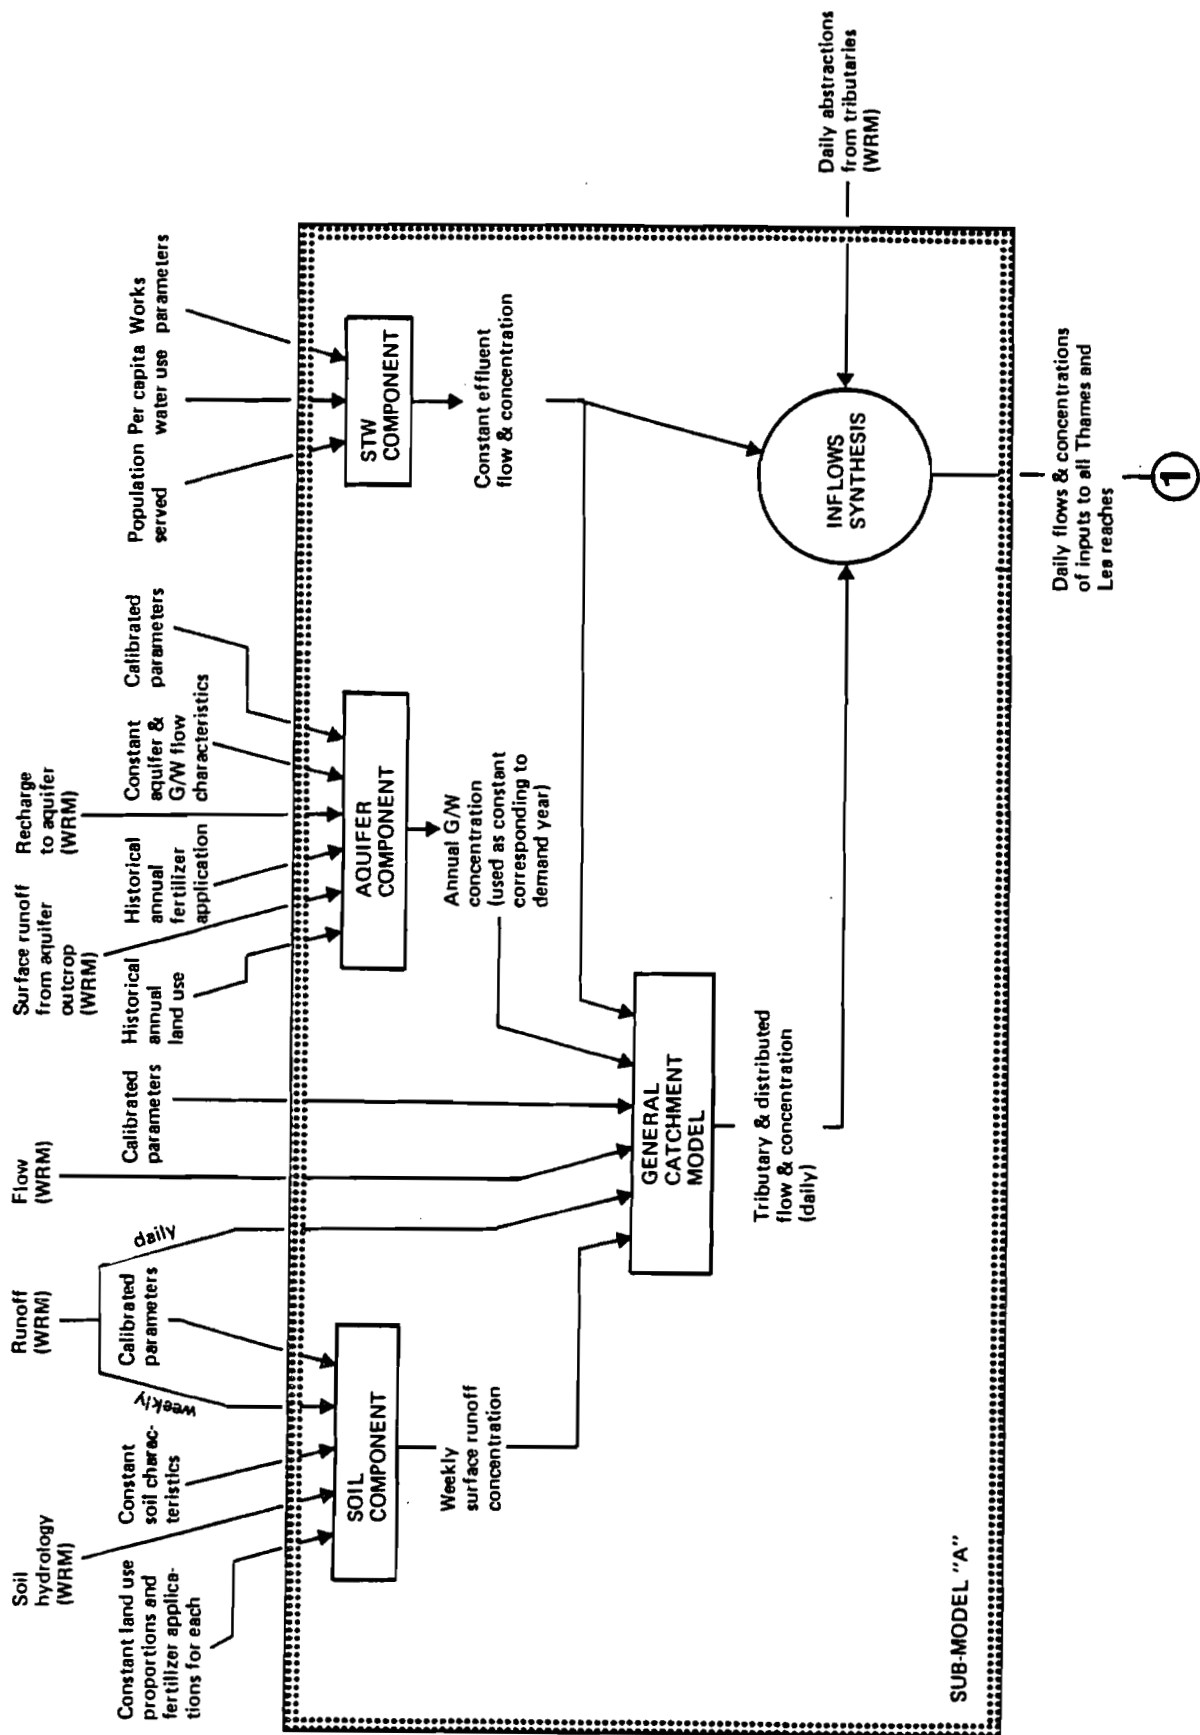 Soil
hydrology
(WRM)
Runoff
(WRM)
Flow
(WRM)
Surface runoff
from aquifer
outcrop
(WRM)
Recharge
to aquifer
(WRM)
Constant land use
proportions and
fertilizer applica-
tions for each
Constant
soil charac-
teristics
weekly
Calibrated
parameters
daily
Calibrated
parameters
Historical
annual
land use
Historical
annual
fertilizer
application
Constant
aquifer &
G/W flow
characteristics
Calibrated
parameters
Population
served
Per capita
water use
Works
parameters
SOIL
COMPONENT
AQUIFER
COMPONENT
STW
COMPONENT
Weekly
surface runoff
concentration
Annual G/W
concentration
(used as constant
corresponding to
demand year)
Constant effluent
flow & concentration
GENERAL
CATCHMENT
MODEL
Tributary & distributed
flow & concentration
(daily)
INFLOWS
SYNTHESIS
Daily abstractions
from tributaries
(WRM)
SUB-MODEL "A"
Daily flows & concentrations
of inputs to all Thames and
Lea reaches
1